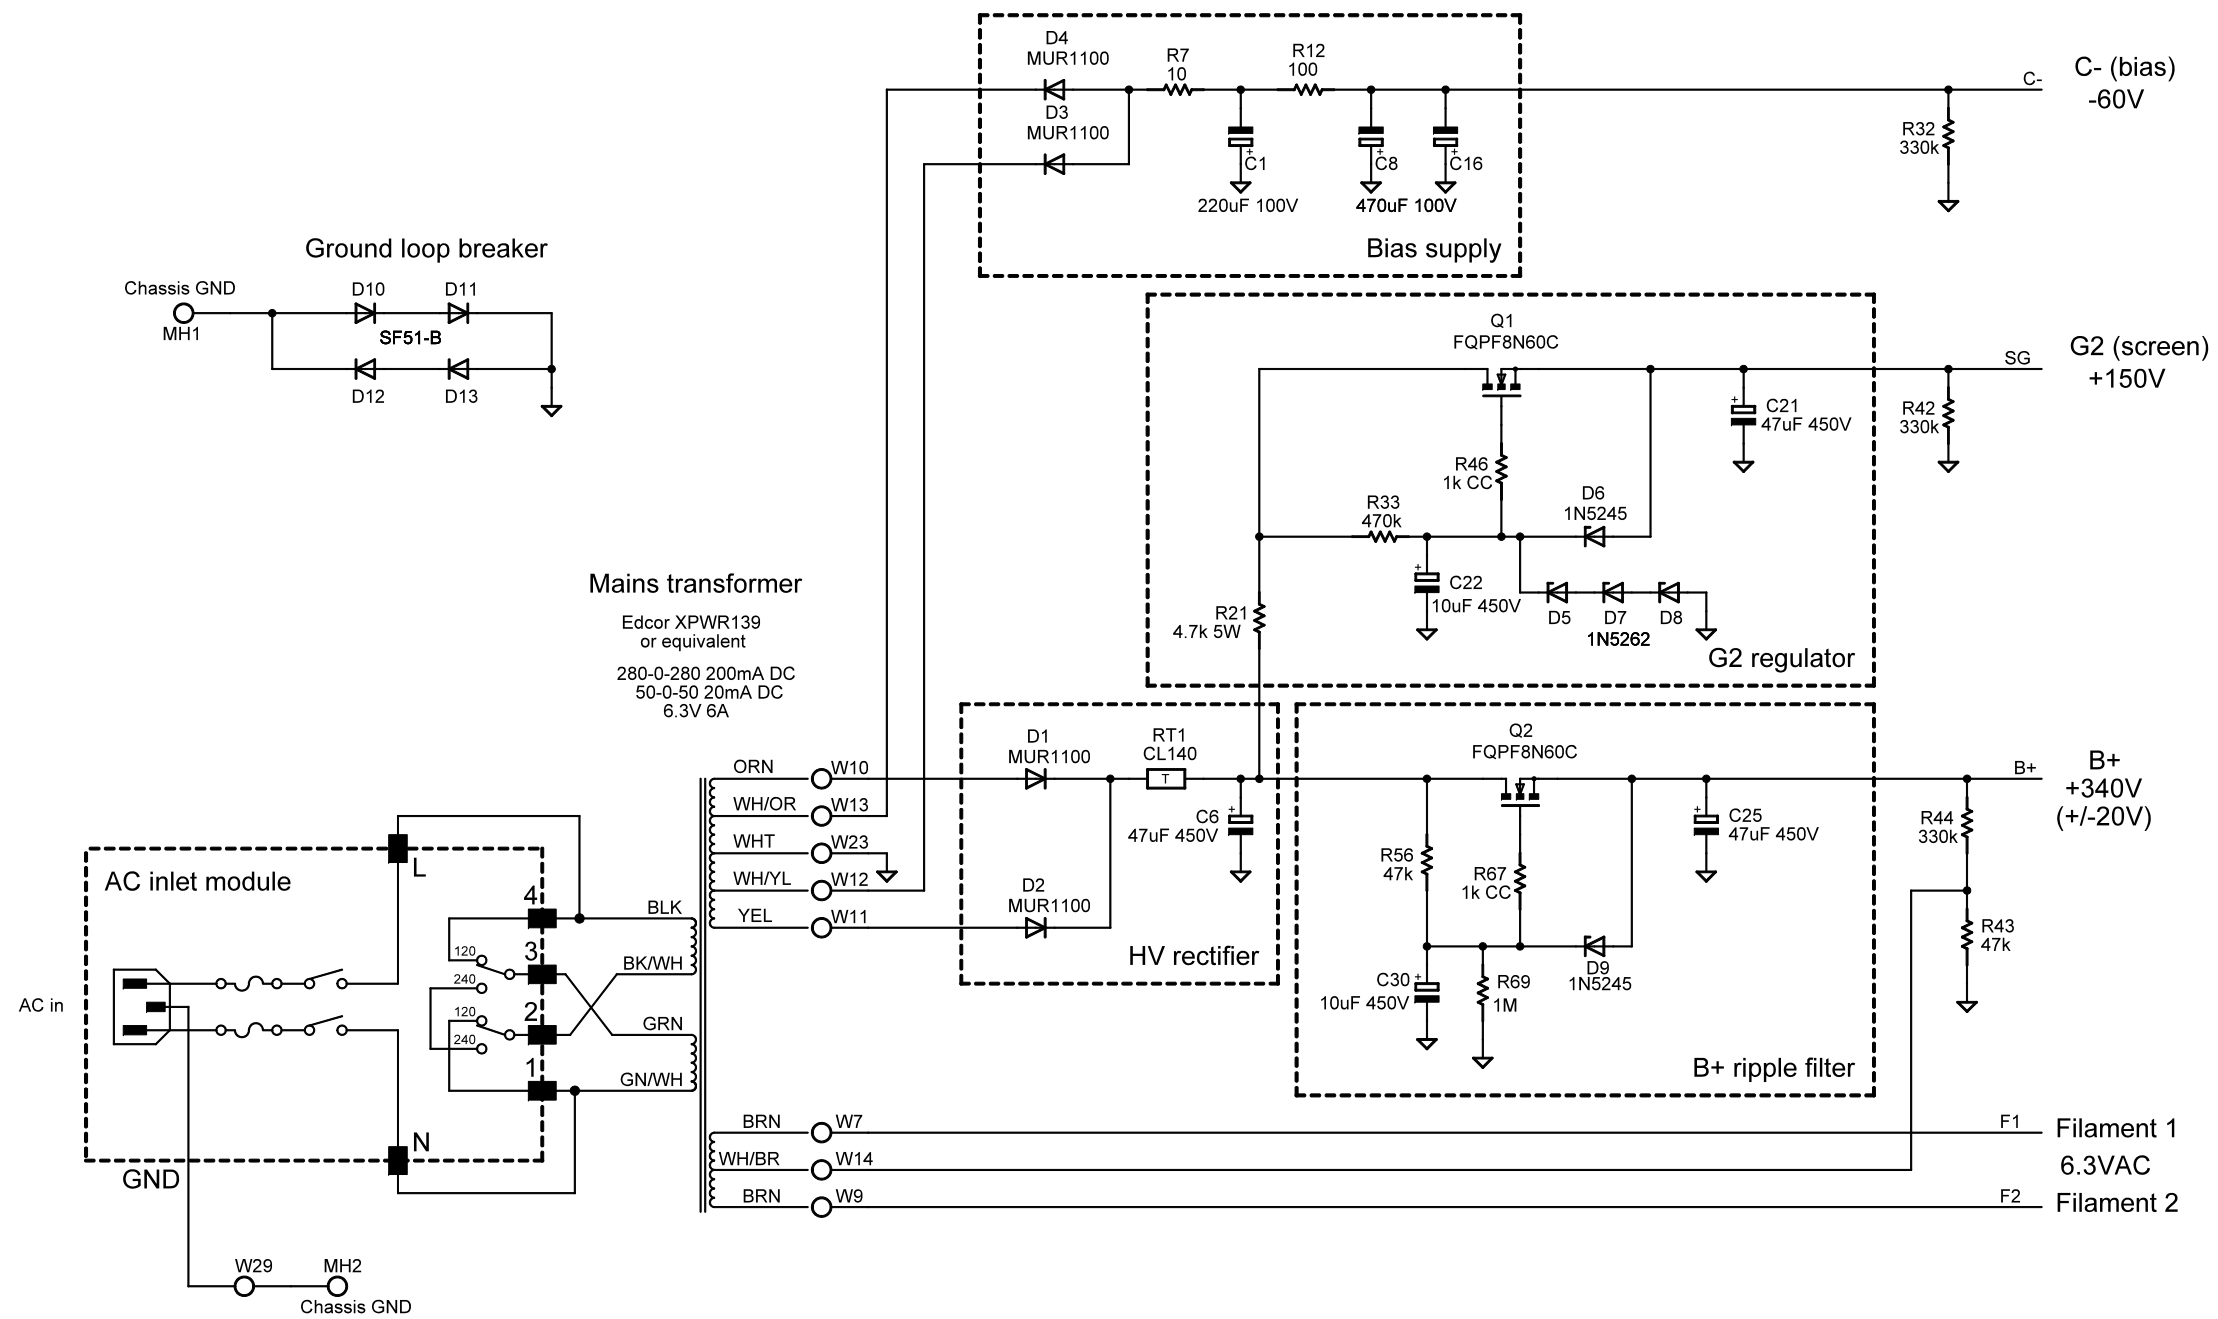 D4
MUR1100
D3
MUR1100
R7
10
R12
100
+
C1
220uF 100V
+
C8
+
C16
470uF 100V
Bias supply
C-
C- (bias)
-60V
R32
330k
Ground loop breaker
Chassis GND
MH1
D10
D11
SF51-B
D12
D13
Q1
FQPF8N60C
R46
1k CC
R33
470k
D6
1N5245
+
C21
47uF 450V
+
C22
10uF 450V
D5
D7
D8
1N5262
R21
4.7k 5W
G2 regulator
SG
G2 (screen)
+150V
R42
330k
Mains transformer
Edcor XPWR139
or equivalent
280-0-280 200mA DC
50-0-50 20mA DC
6.3V 6A
ORN
W10
WH/OR
W13
WHT
W23
WH/YL
W12
YEL
W11
D1
MUR1100
RT1
CL140
T
D2
MUR1100
+
C6
47uF 450V
HV rectifier
Q2
FQPF8N60C
R56
47k
R67
1k CC
+
C25
47uF 450V
+
C30
10uF 450V
R69
1M
D9
1N5245
B+ ripple filter
B+
B+
+340V
(+/-20V)
R44
330k
R43
47k
AC inlet module
L
4
3
2
1
120
240
120
240
AC in
N
GND
BLK
BK/WH
GRN
GN/WH
BRN
W7
WH/BR
W14
BRN
W9
F1
Filament 1
6.3VAC
F2
Filament 2
W29
MH2
Chassis GND